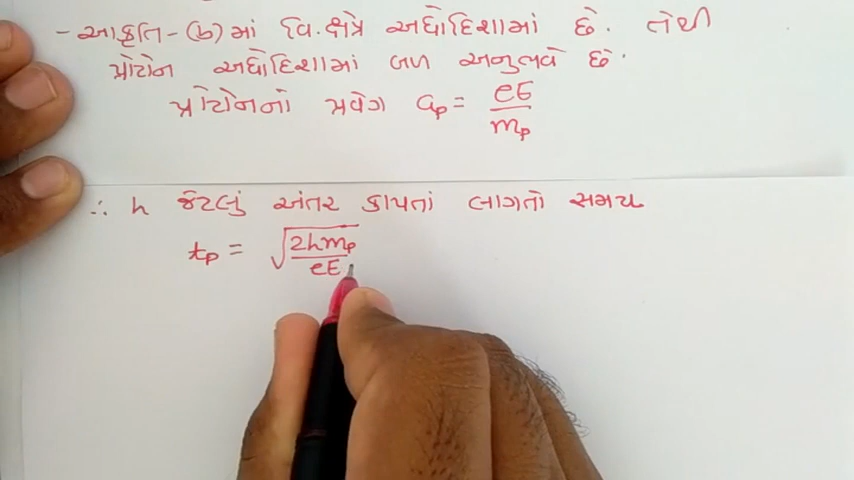 - આકૃતિ-(b)માં વિ.ક્ષેત્ર અધોદિશામાં છે. તેથી
પ્રોટોન અધોદિશામાં બળ અનુભવે છે.
પ્રોટોનનો પ્રવેગ aₚ = eE/mₚ
∴ h જેટલું અંતર કાપતાં લાગતો સમય
tₚ = √(2hmₚ/eE)